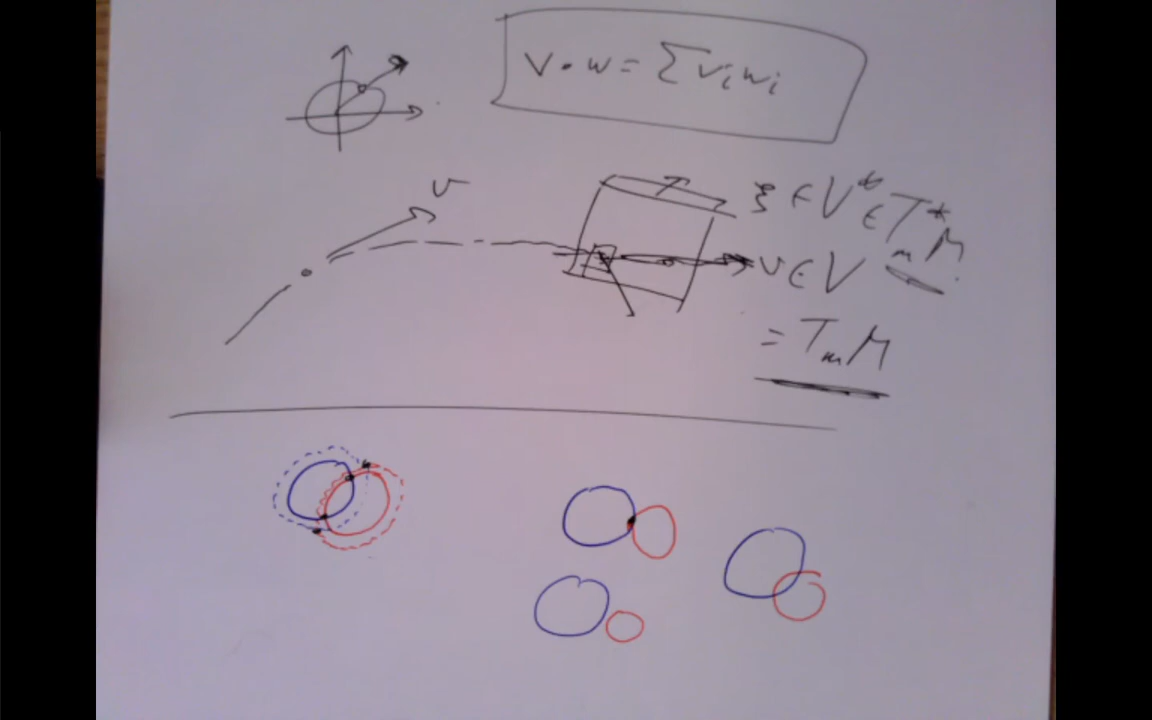 v • w = Σ vᵢwᵢ
v
ξ ∈ V* ∈ T*ₘM
v ∈ V
= TₘM